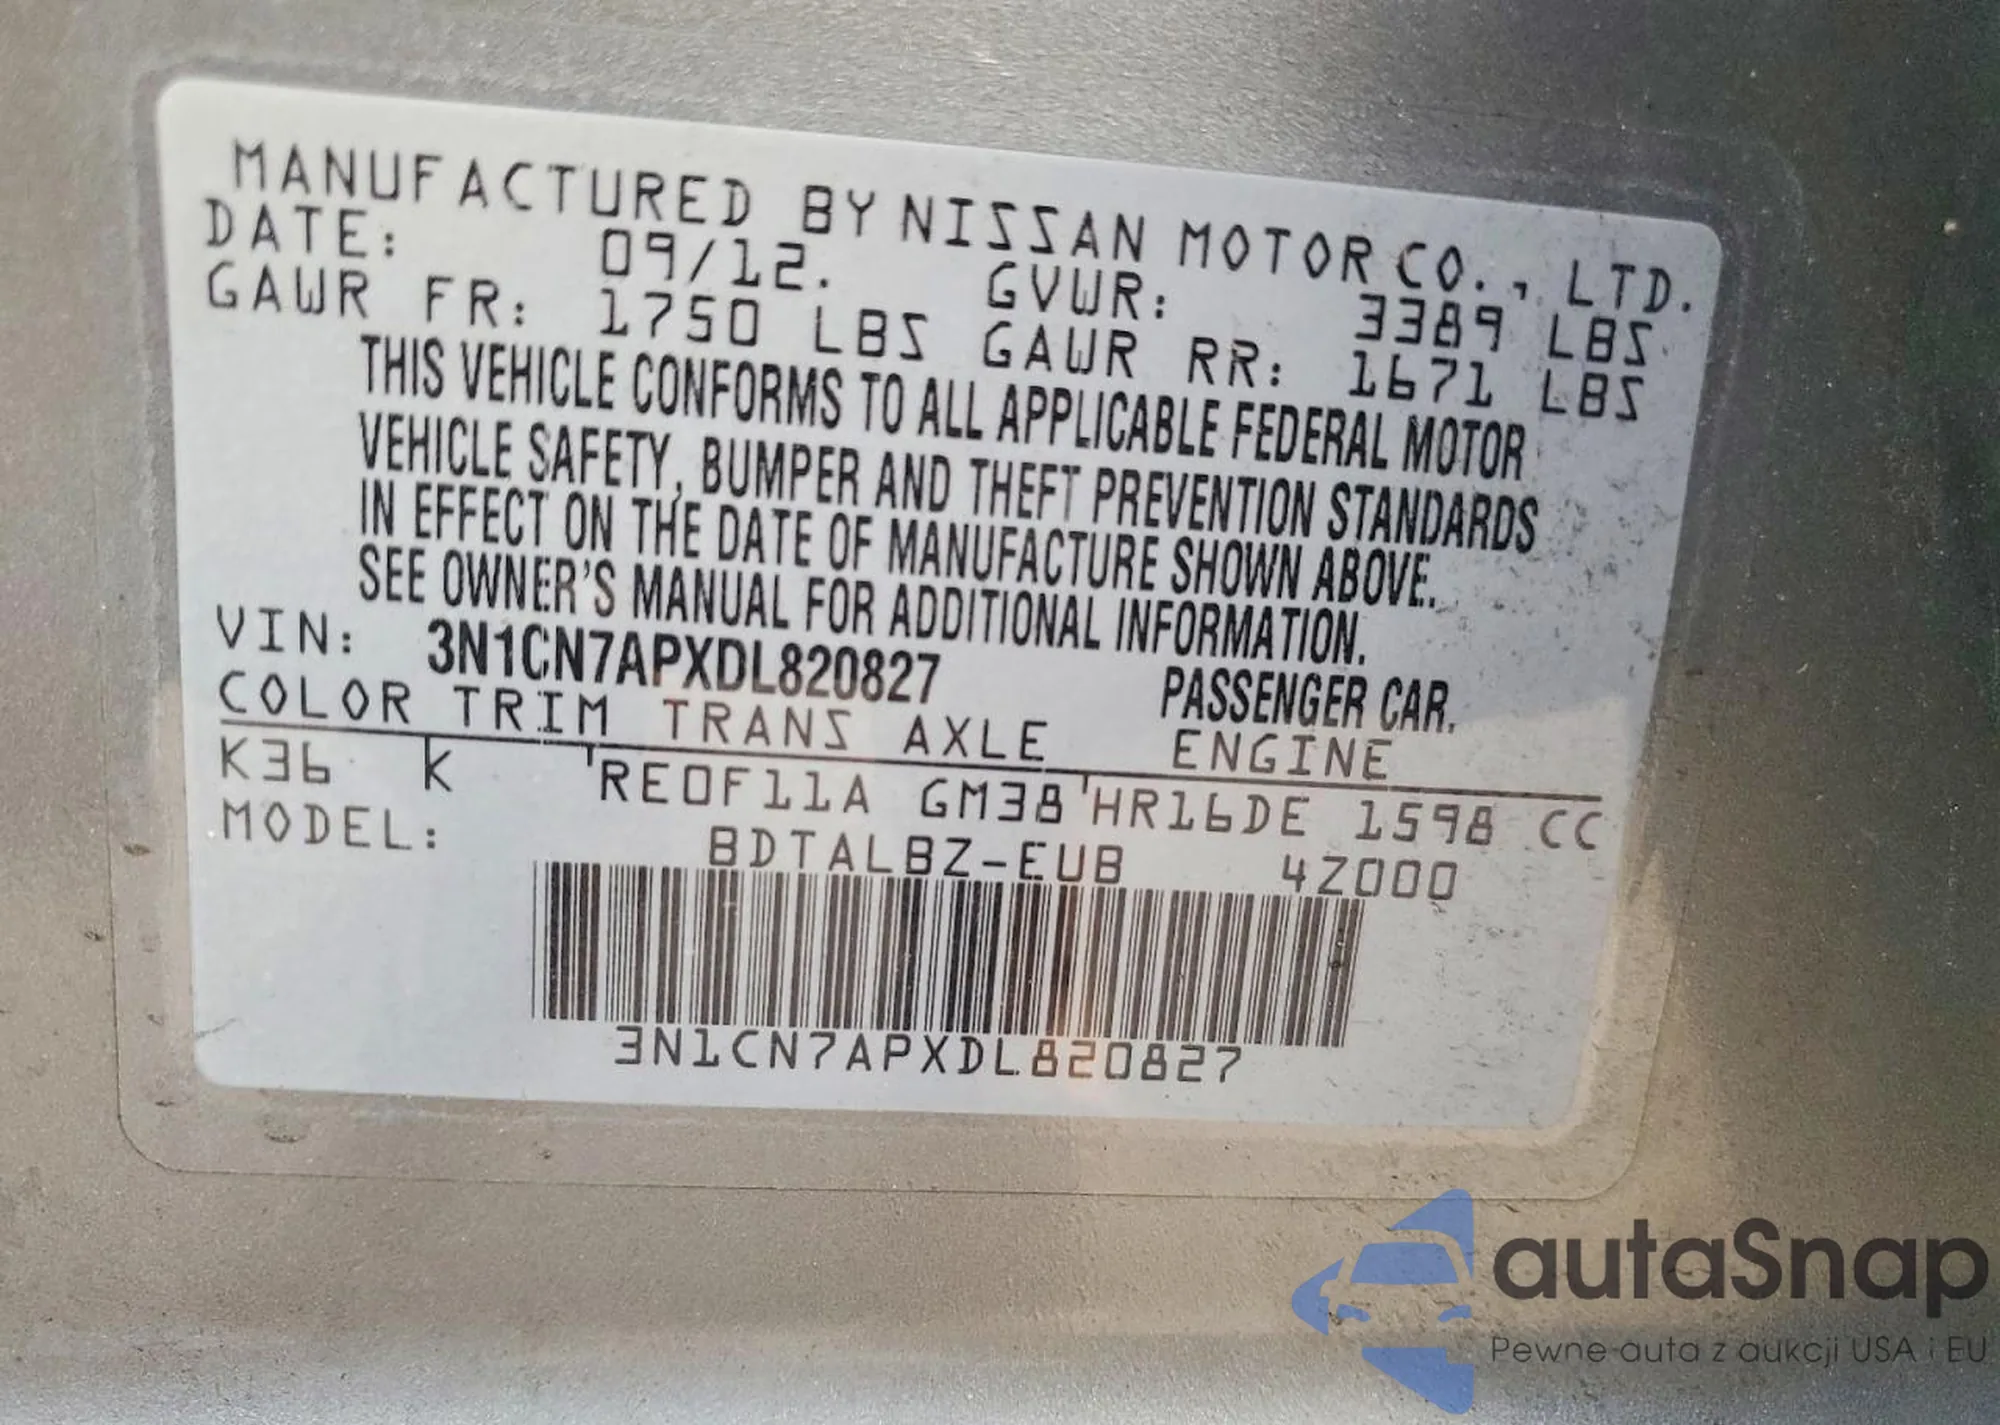 MANUFACTURED BY NISSAN MOTOR CO., LTD.
DATE: 09/12. GVWR: 3389 LBS
GAWR FR: 1750 LBS GAWR RR: 1671 LBS
THIS VEHICLE CONFORMS TO ALL APPLICABLE FEDERAL MOTOR
VEHICLE SAFETY, BUMPER AND THEFT PREVENTION STANDARDS
IN EFFECT ON THE DATE OF MANUFACTURE SHOWN ABOVE.
SEE OWNER'S MANUAL FOR ADDITIONAL INFORMATION.
VIN: 3N1CN7APXDL820827 PASSENGER CAR.
COLOR TRIM TRANS AXLE ENGINE
K36 K RE0F11A GM38 HR16DE 1598 CC
MODEL: BDTALBZ-EUB 4Z000
3N1CN7APXDL820827
autaSnap
Pewne auta z aukcji USA i EU